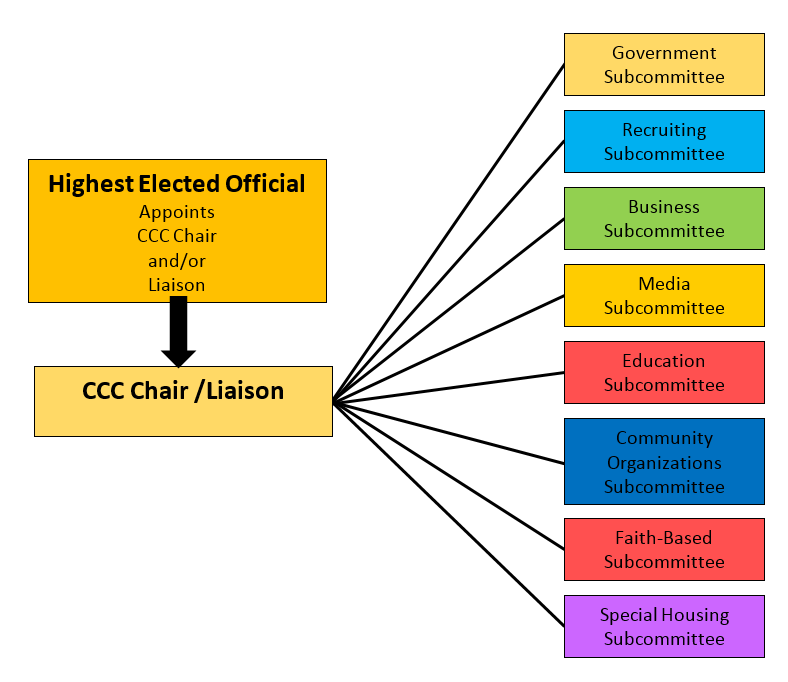 Highest Elected Official
Appoints
CCC Chair
and/or
Liaison
CCC Chair /Liaison
Government
Subcommittee
Recruiting
Subcommittee
Business
Subcommittee
Media
Subcommittee
Education
Subcommittee
Community
Organizations
Subcommittee
Faith-Based
Subcommittee
Special Housing
Subcommittee